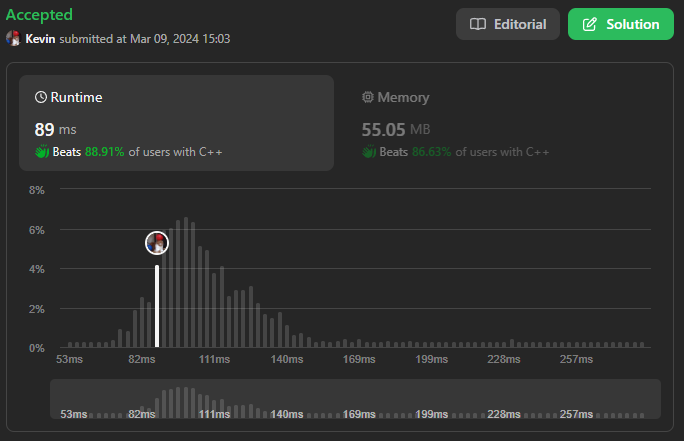 Accepted
Kevin submitted at Mar 09, 2024 15:03
Editorial
Solution
Runtime
89 ms
Beats 88.91% of users with C++
Memory
55.05 MB
Beats 86.63% of users with C++
8%
6%
4%
2%
0%
53ms 82ms 111ms 140ms 169ms 199ms 228ms 257ms
53ms 82ms 111ms 140ms 169ms 199ms 228ms 257ms